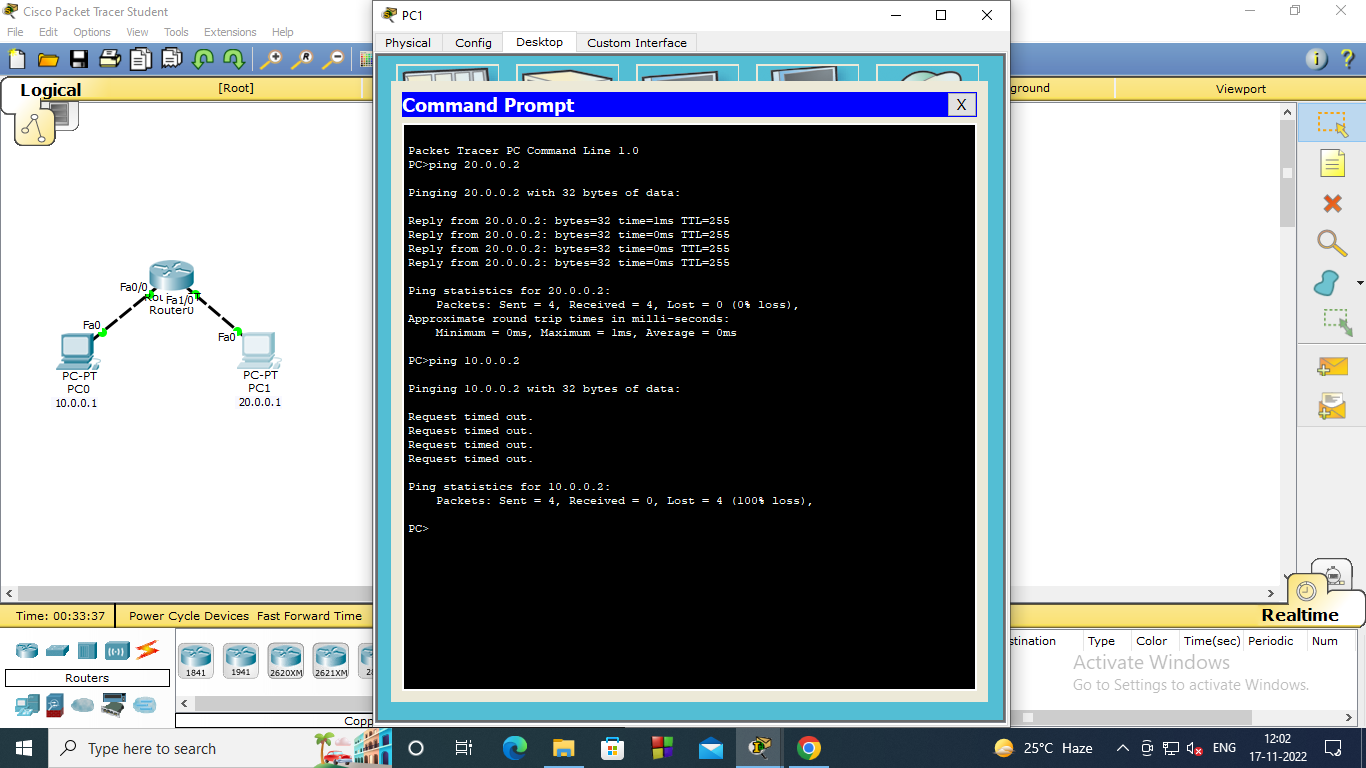 Cisco Packet Tracer Student
File Edit Options View Tools Extensions Help
Logical
[Root]
PC1
Physical Config Desktop Custom Interface
Command Prompt
X
Packet Tracer PC Command Line 1.0
PC>ping 20.0.0.2
Pinging 20.0.0.2 with 32 bytes of data:
Reply from 20.0.0.2: bytes=32 time=1ms TTL=255
Reply from 20.0.0.2: bytes=32 time=0ms TTL=255
Reply from 20.0.0.2: bytes=32 time=0ms TTL=255
Reply from 20.0.0.2: bytes=32 time=0ms TTL=255
Ping statistics for 20.0.0.2:
Packets: Sent = 4, Received = 4, Lost = 0 (0% loss),
Approximate round trip times in milli-seconds:
Minimum = 0ms, Maximum = 1ms, Average = 0ms
PC>ping 10.0.0.2
Pinging 10.0.0.2 with 32 bytes of data:
Request timed out.
Request timed out.
Request timed out.
Request timed out.
Ping statistics for 10.0.0.2:
Packets: Sent = 4, Received = 0, Lost = 4 (100% loss),
PC>
ground
Viewport
Fa0/0
Fa1/0
Router0
Fa0
Fa0
PC-PT
PC0
10.0.0.1
PC-PT
PC1
20.0.0.1
Time: 00:33:37
Power Cycle Devices Fast Forward Time
Realtime
Routers
1841
1941
2620XM
2621XM
Copp
stination Type Color Time(sec) Periodic Num
Activate Windows
Go to Settings to activate Windows.
Type here to search
25°C Haze
ENG
12:02
17-11-2022